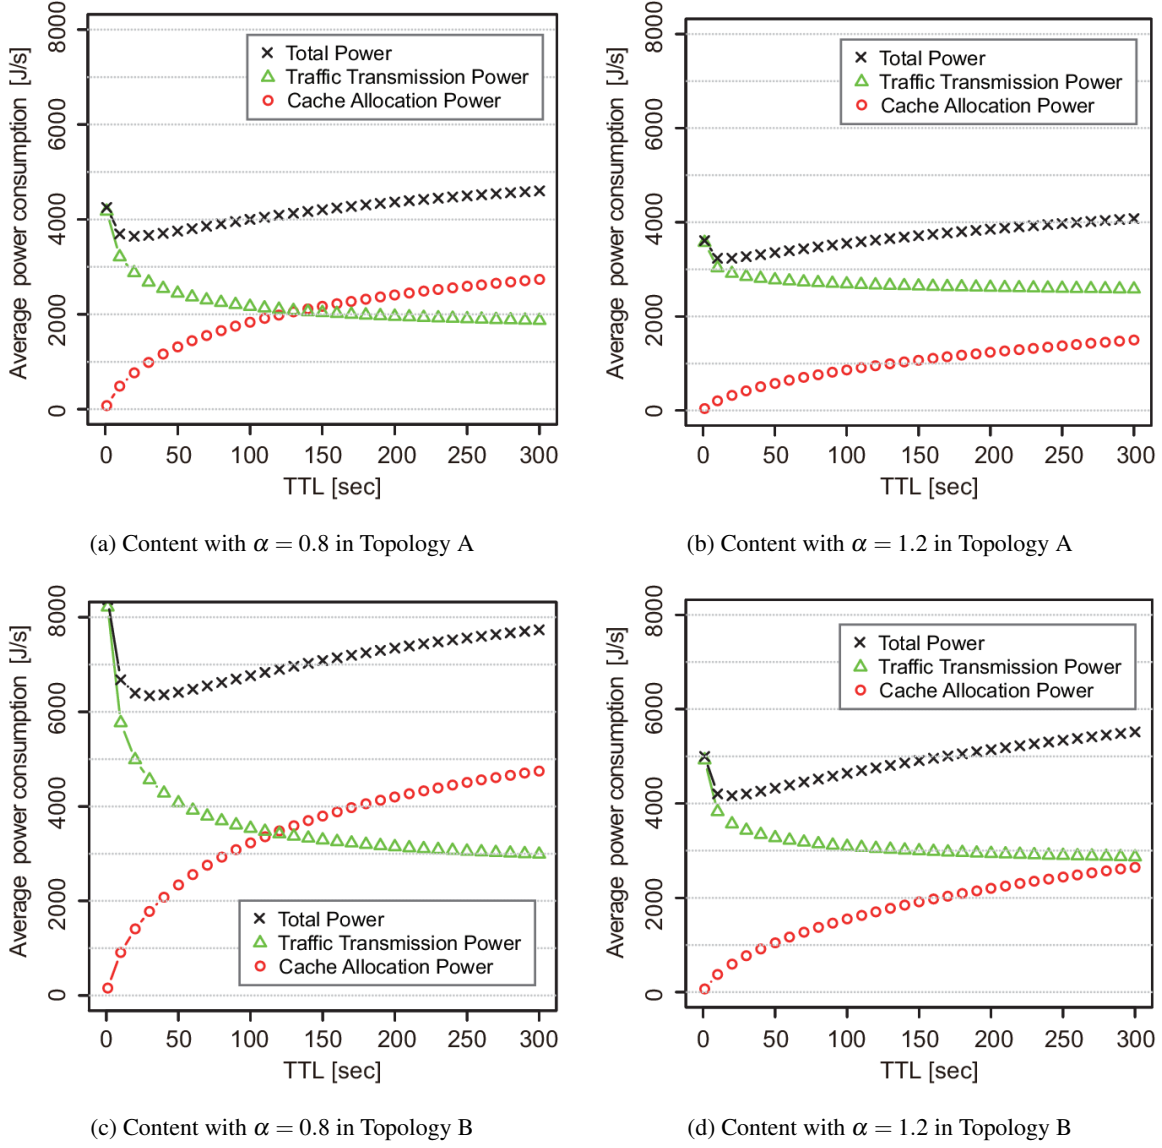 8000
6000
4000
2000
0
Average power consumption [J/s]
Total Power
Traffic Transmission Power
Cache Allocation Power
0 50 100 150 200 250 300
TTL [sec]
(a) Content with α = 0.8 in Topology A
8000
6000
4000
2000
0
Average power consumption [J/s]
Total Power
Traffic Transmission Power
Cache Allocation Power
0 50 100 150 200 250 300
TTL [sec]
(b) Content with α = 1.2 in Topology A
8000
6000
4000
2000
0
Average power consumption [J/s]
Total Power
Traffic Transmission Power
Cache Allocation Power
0 50 100 150 200 250 300
TTL [sec]
(c) Content with α = 0.8 in Topology B
8000
6000
4000
2000
0
Average power consumption [J/s]
Total Power
Traffic Transmission Power
Cache Allocation Power
0 50 100 150 200 250 300
TTL [sec]
(d) Content with α = 1.2 in Topology B